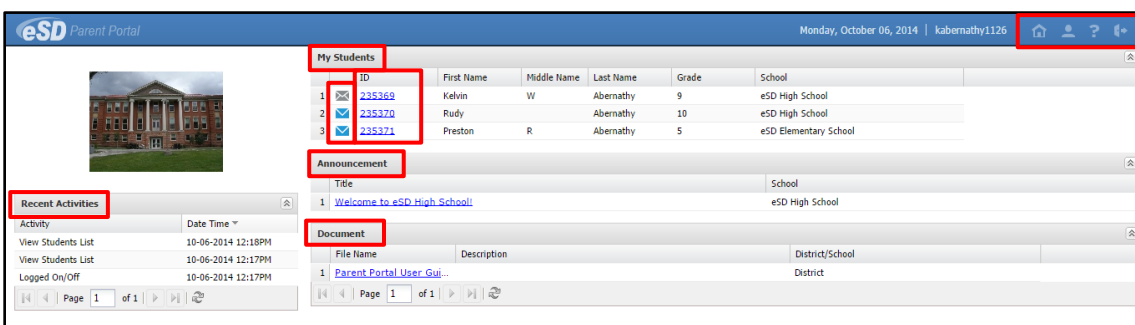 eSD Parent Portal
Monday, October 06, 2014 | kabernathy1126 ?
My Students
ID First Name Middle Name Last Name Grade School
1 235369 Kelvin W Abernathy 9 eSD High School
2 235370 Rudy Abernathy 10 eSD High School
3 235371 Preston R Abernathy 5 eSD Elementary School
Announcement
Title School
1 Welcome to eSD High School! eSD High School
Document
File Name Description District/School
1 Parent Portal User Gui... District
Page 1 of 1
Recent Activities
Activity Date Time
View Students List 10-06-2014 12:18PM
View Students List 10-06-2014 12:17PM
Logged On/Off 10-06-2014 12:17PM
Page 1 of 1